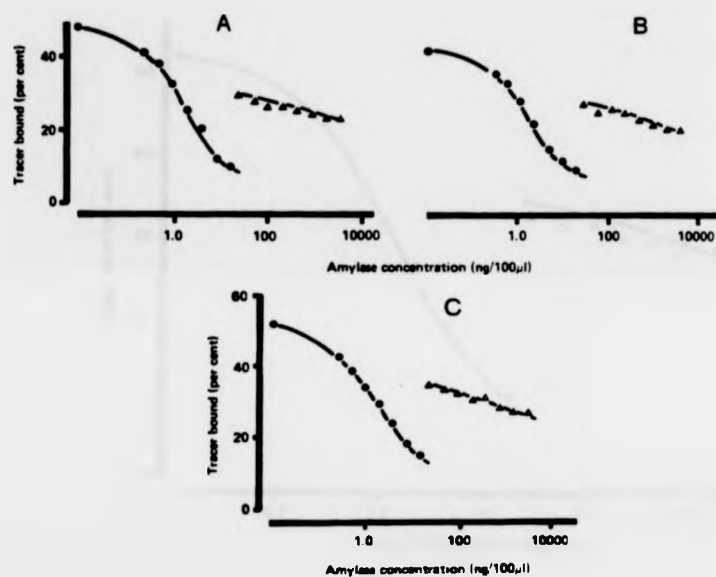 A
B
Tracer bound (per cent)
40
20
0
1.0 100 10000
1.0 100 10000
Amylase concentration (ng/100µl)
C
Tracer bound (per cent)
60
40
20
0
1.0 100 10000
Amylase concentration (ng/100µl)